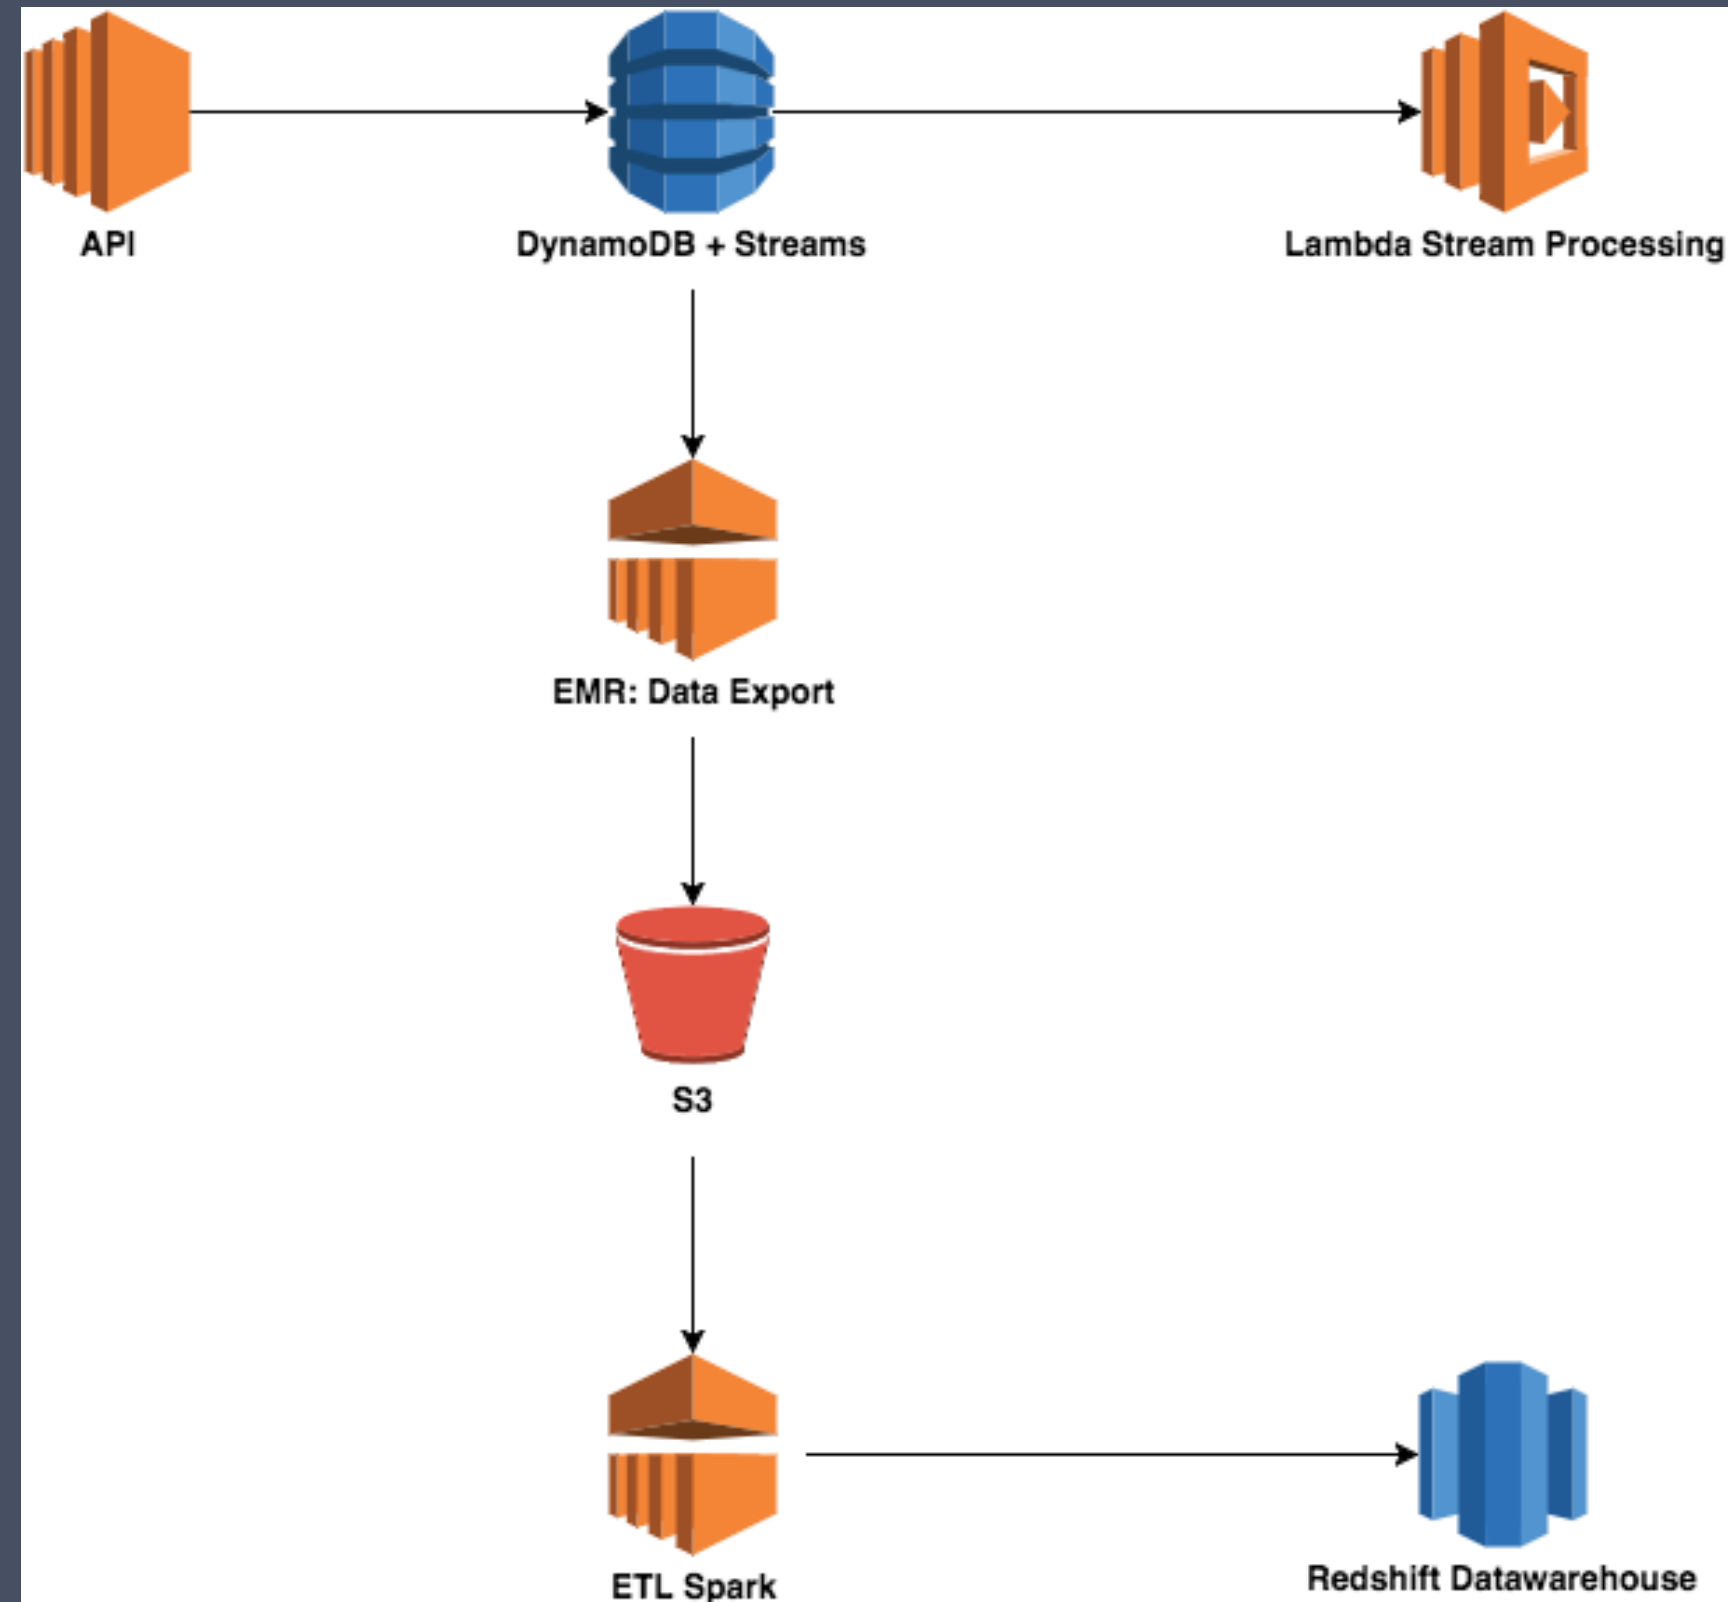 API
DynamoDB + Streams
Lambda Stream Processing
EMR: Data Export
S3
ETL Spark
Redshift Datawarehouse